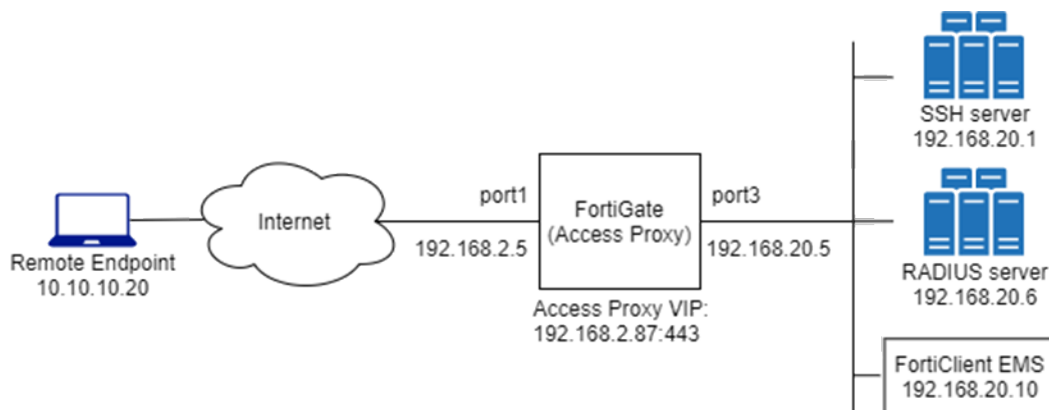 Remote Endpoint
10.10.10.20
Internet
port1
192.168.2.5
FortiGate
(Access Proxy)
Access Proxy VIP:
192.168.2.87:443
port3
192.168.20.5
SSH server
192.168.20.1
RADIUS server
192.168.20.6
FortiClient EMS
192.168.20.10